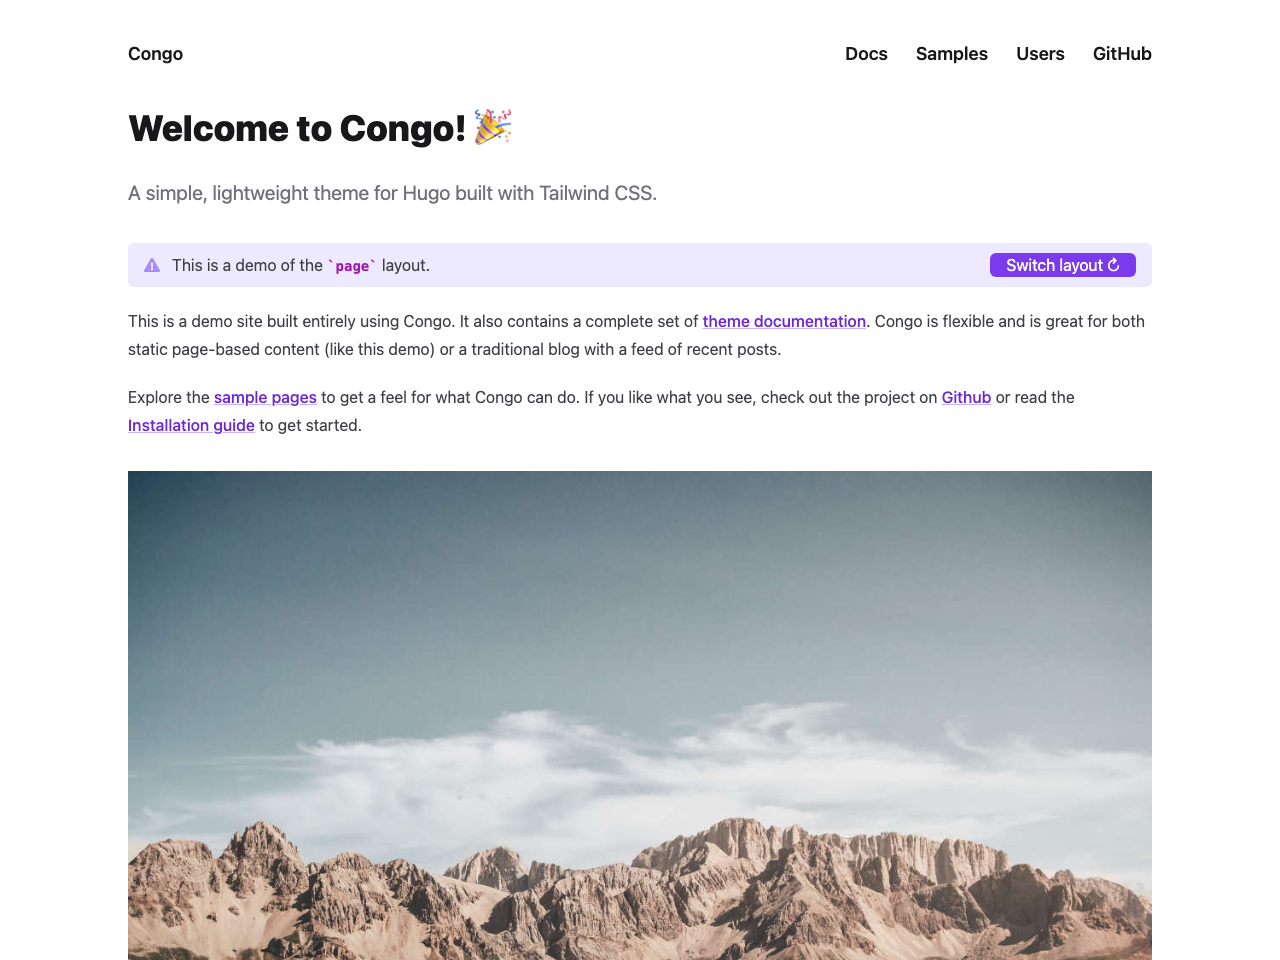 Congo
Docs Samples Users GitHub
Welcome to Congo! 🎉
A simple, lightweight theme for Hugo built with Tailwind CSS.
This is a demo of the `page` layout.
Switch layout ↻
This is a demo site built entirely using Congo. It also contains a complete set of theme documentation. Congo is flexible and is great for both
static page-based content (like this demo) or a traditional blog with a feed of recent posts.
Explore the sample pages to get a feel for what Congo can do. If you like what you see, check out the project on Github or read the
Installation guide to get started.